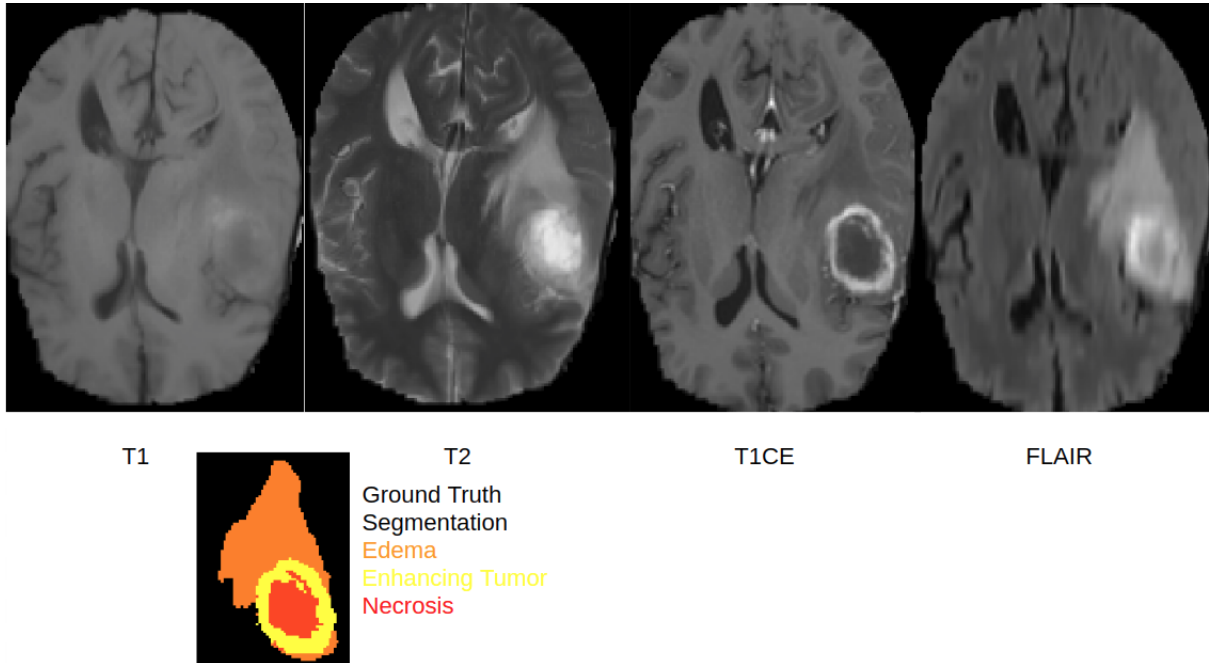 T1
T2
T1CE
FLAIR
Ground Truth
Segmentation
Edema
Enhancing Tumor
Necrosis